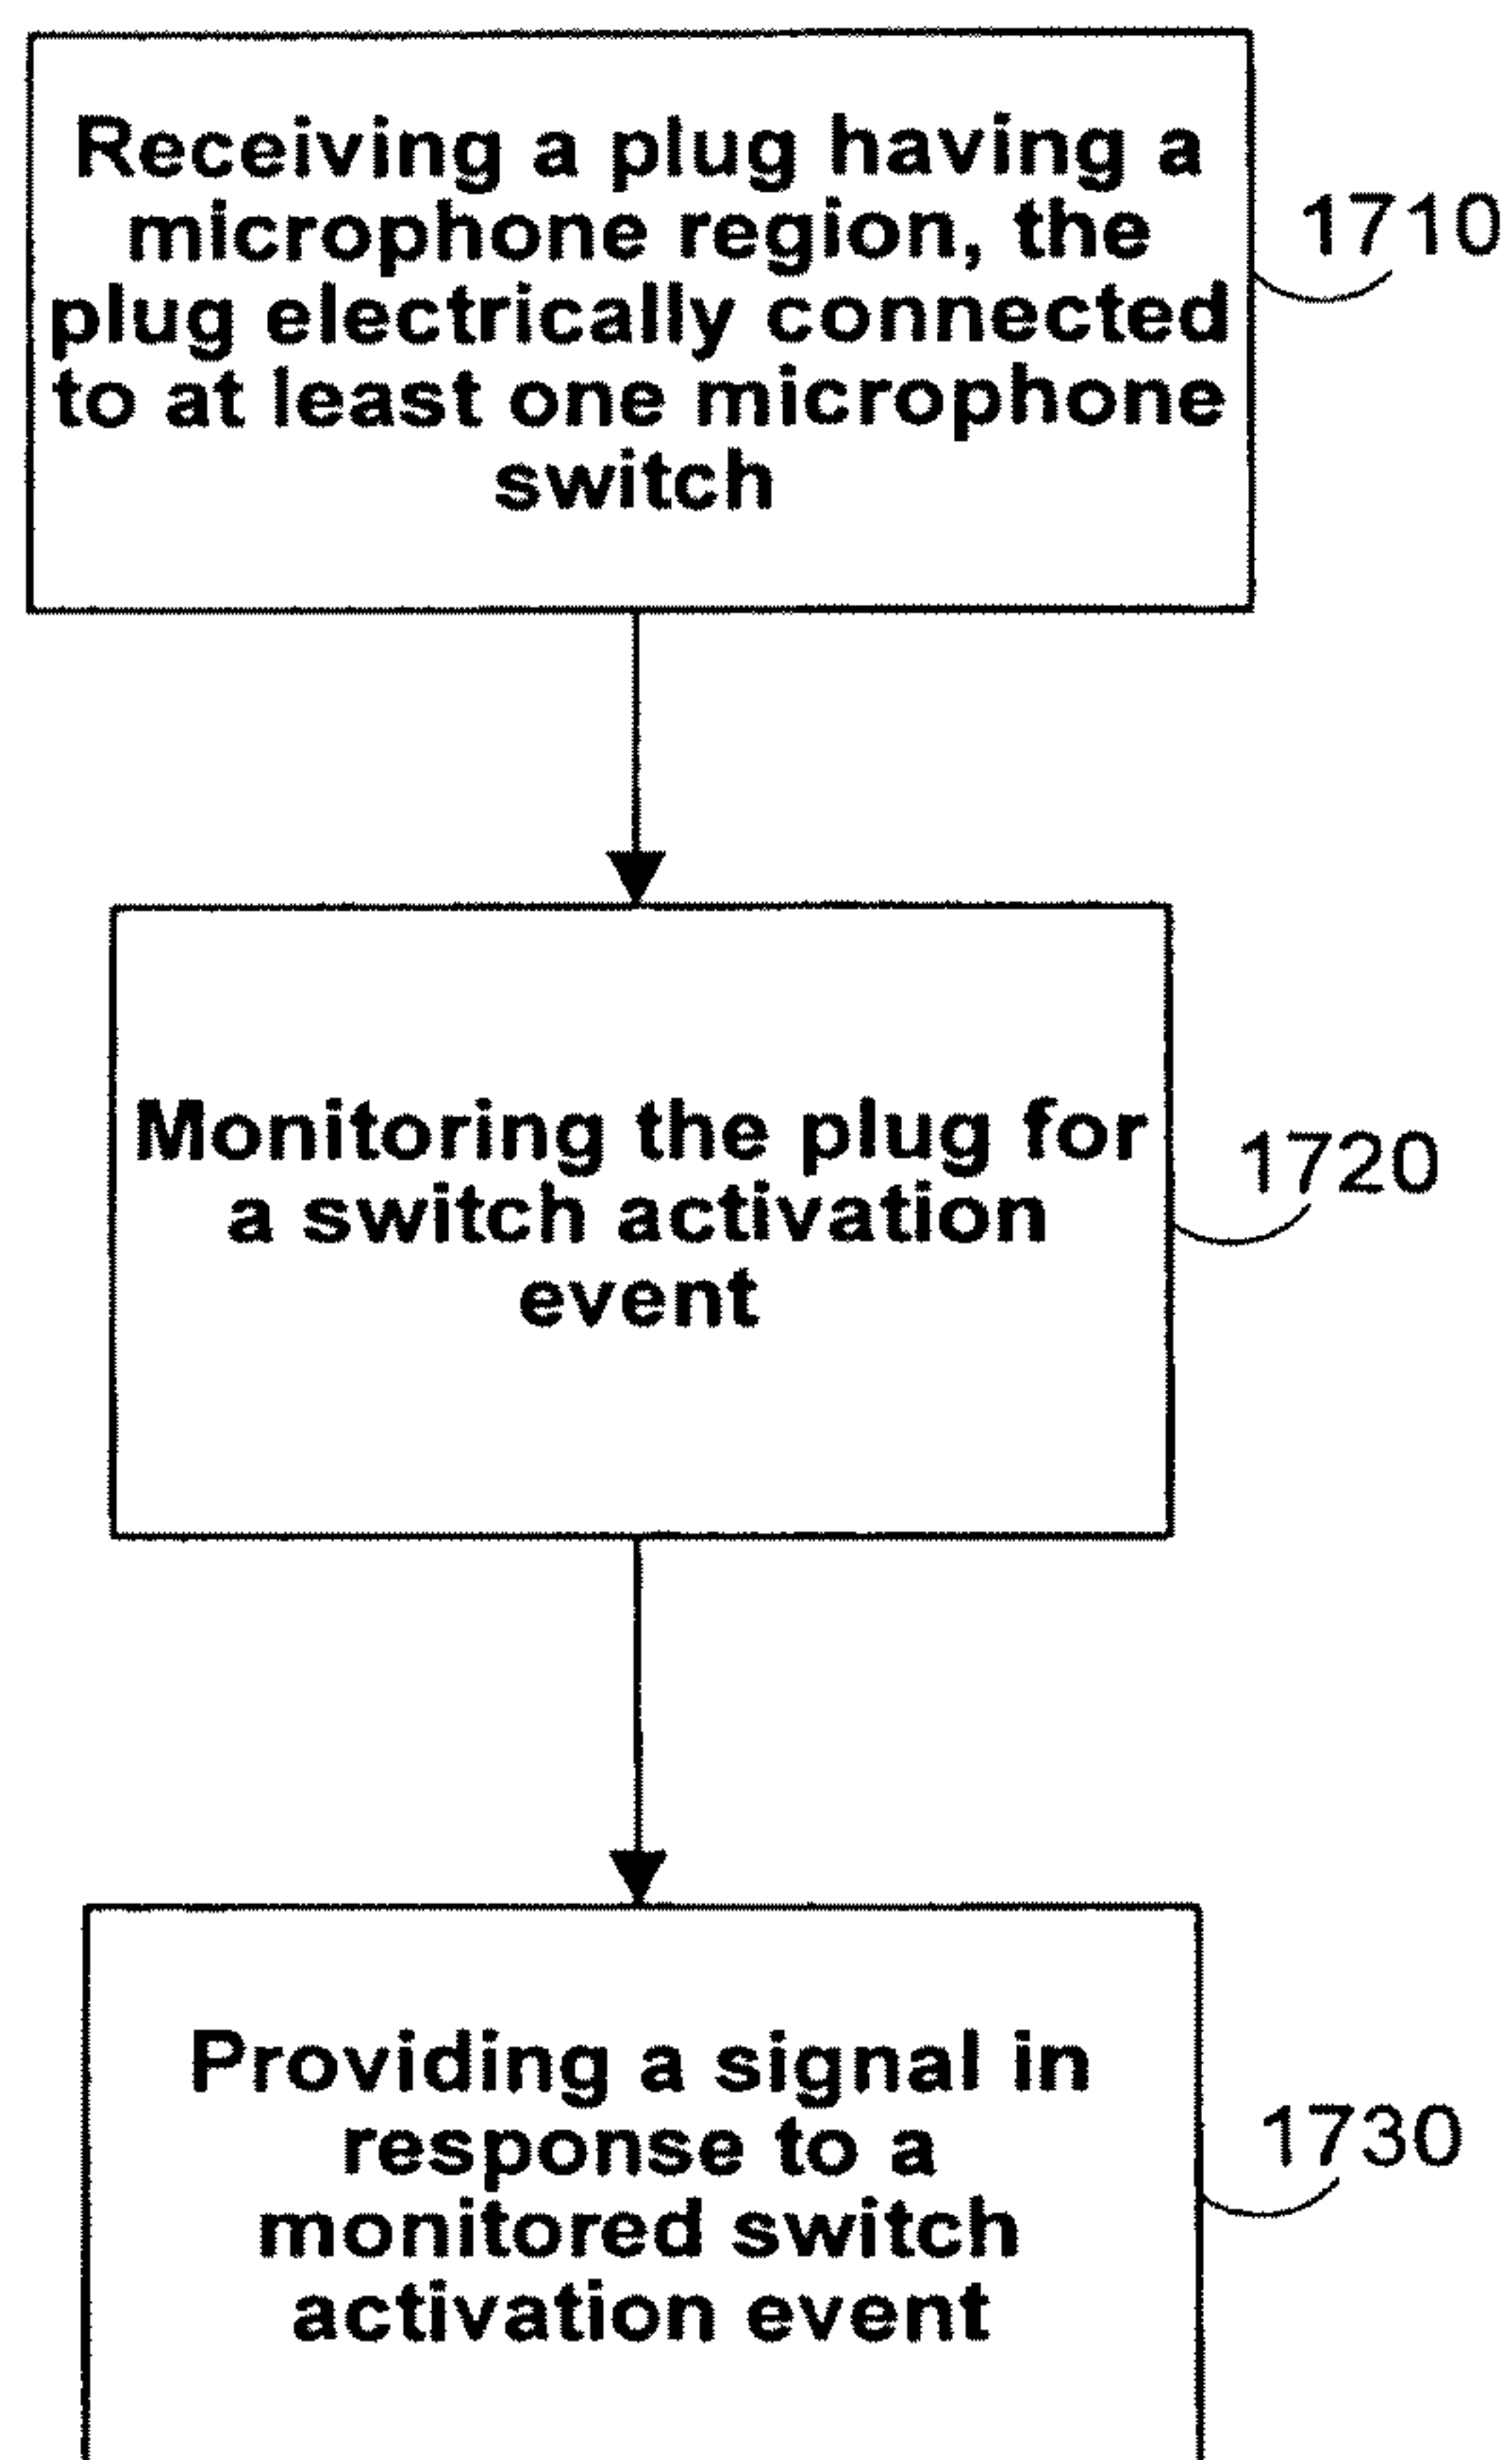 Receiving a plug having a
microphone region, the
plug electrically connected
to at least one microphone
switch
1710
Monitoring the plug for
a switch activation
event
1720
Providing a signal in
response to a
monitored switch
activation event
1730